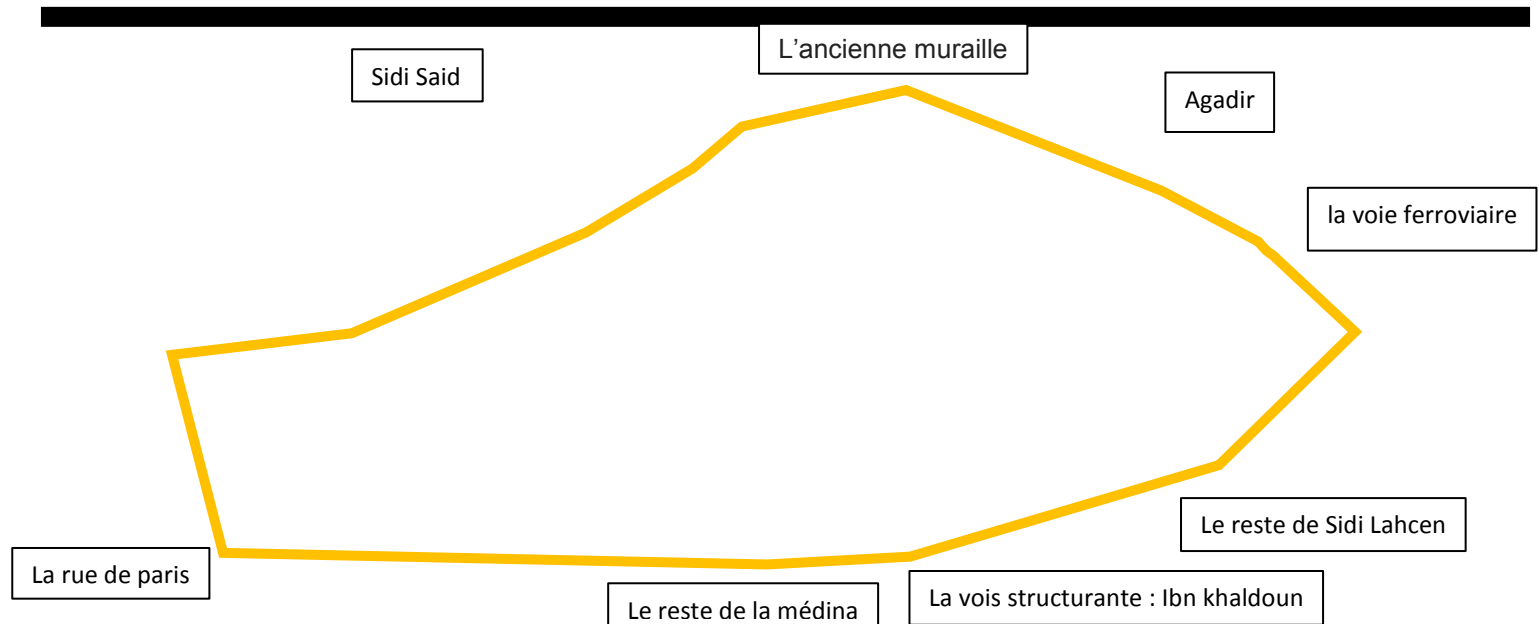 L’ancienne muraille
Sidi Said
Agadir
la voie ferroviaire
Le reste de Sidi Lahcen
La rue de paris
La vois structurante : Ibn khaldoun
Le reste de la médina